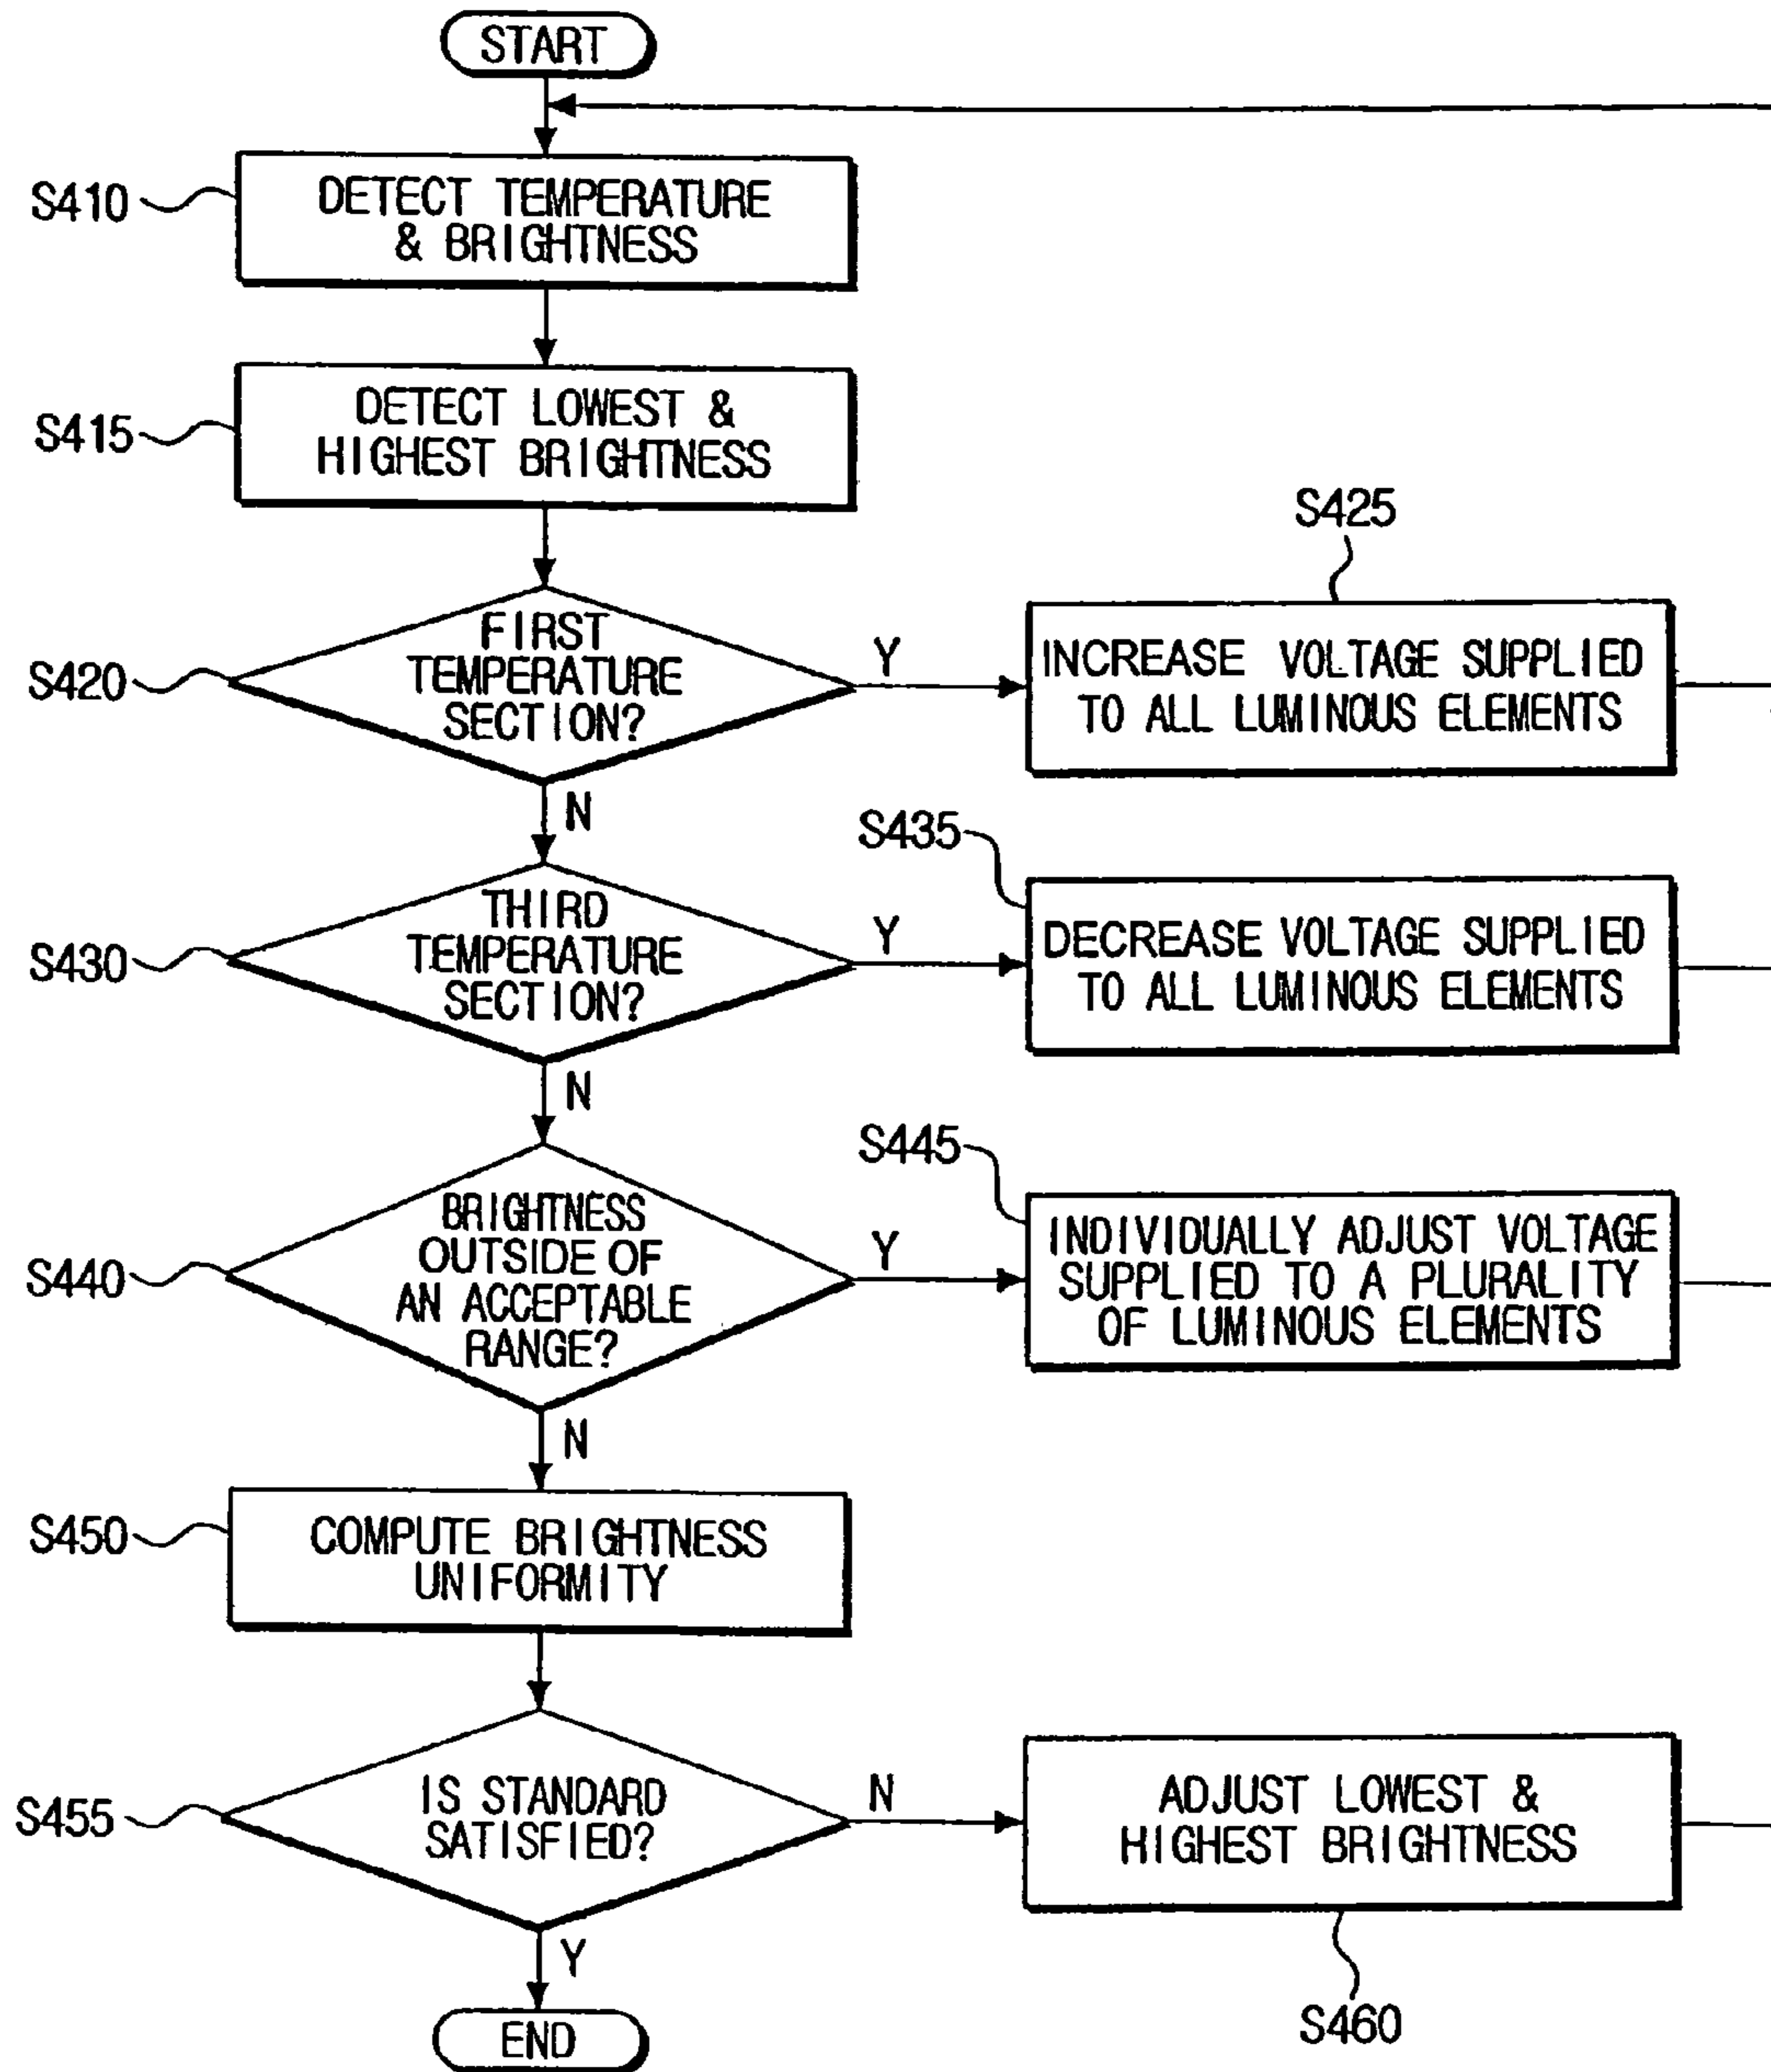 START
S410
DETECT TEMPERATURE
& BRIGHTNESS
S415
DETECT LOWEST &
HIGHEST BRIGHTNESS
S420
FIRST
TEMPERATURE
SECTION?
Y
N
S425
INCREASE VOLTAGE SUPPLIED
TO ALL LUMINOUS ELEMENTS
S430
THIRD
TEMPERATURE
SECTION?
Y
N
S435
DECREASE VOLTAGE SUPPLIED
TO ALL LUMINOUS ELEMENTS
S440
BRIGHTNESS
OUTSIDE OF
AN ACCEPTABLE
RANGE?
Y
N
S445
INDIVIDUALLY ADJUST VOLTAGE
SUPPLIED TO A PLURALITY
OF LUMINOUS ELEMENTS
S450
COMPUTE BRIGHTNESS
UNIFORMITY
S455
IS STANDARD
SATISFIED?
N
Y
ADJUST LOWEST &
HIGHEST BRIGHTNESS
S460
END